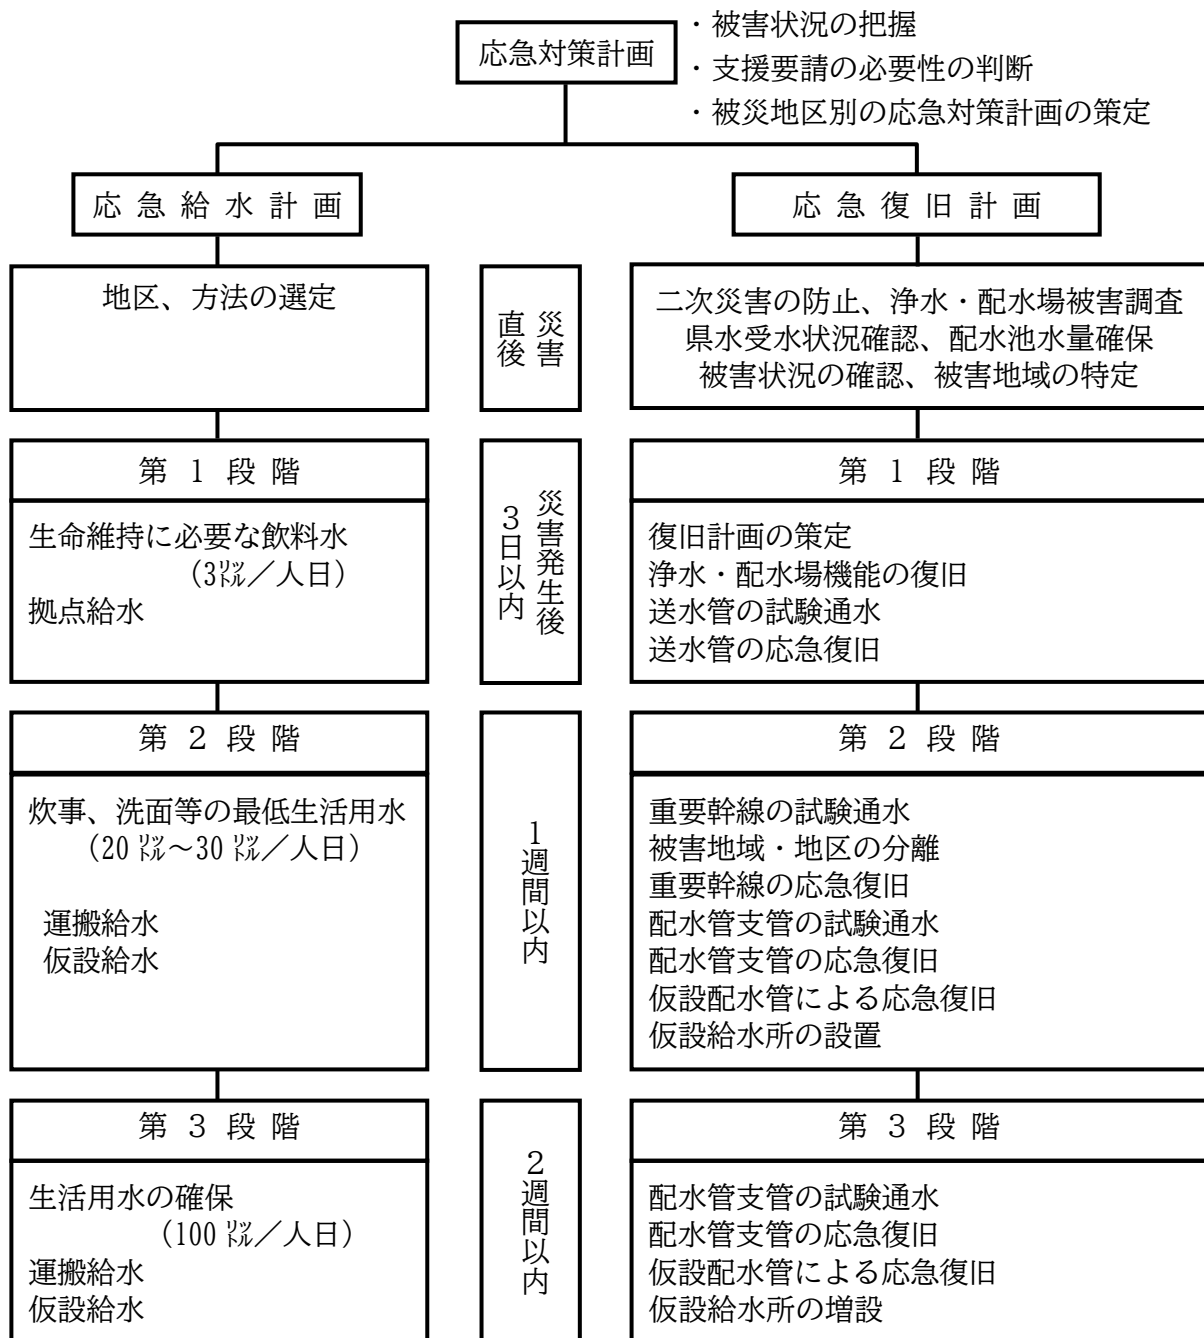 応急対策計画
・被害状況の把握
・支援要請の必要性の判断
・被災地区別の応急対策計画の策定
応急給水計画
応急復旧計画
地区、方法の選定
災害
直後
二次災害の防止、浄水・配水場被害調査
県水受水状況確認、配水池水量確保
被害状況の確認、被害地域の特定
第1段階
生命維持に必要な飲料水
（3㍑／人日）
拠点給水
災害発生後
3日以内
第1段階
復旧計画の策定
浄水・配水場機能の復旧
送水管の試験通水
送水管の応急復旧
第2段階
炊事、洗面等の最低生活用水
（20㍑～30㍑／人日）
運搬給水
仮設給水
1週間以内
第2段階
重要幹線の試験通水
被害地域・地区の分離
重要幹線の応急復旧
配水管支管の試験通水
配水管支管の応急復旧
仮設配水管による応急復旧
仮設給水所の設置
第3段階
生活用水の確保
（100㍑／人日）
運搬給水
仮設給水
2週間以内
第3段階
配水管支管の試験通水
配水管支管の応急復旧
仮設配水管による応急復旧
仮設給水所の増設